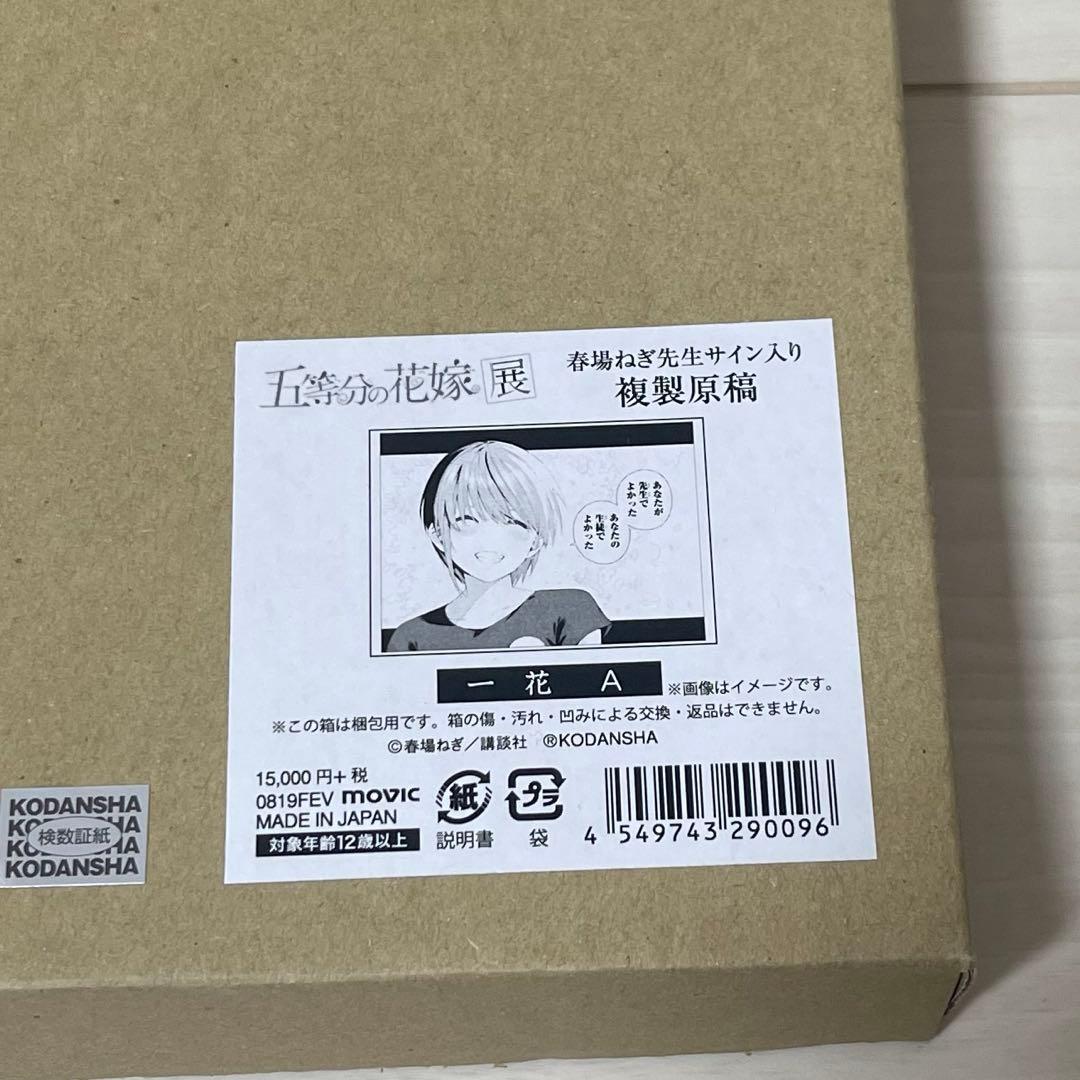 五等分の花嫁 展
春場ねぎ先生サイン入り
複製原稿
あなたが
先生で
よかった
あなたの
生徒で
よかった
一花 A
※画像はイメージです。
※この箱は梱包用です。箱の傷・汚れ・凹みによる交換・返品はできません。
©春場ねぎ／講談社 ®KODANSHA
15,000円+税
0819FEV movic
MADE IN JAPAN
対象年齢12歳以上
紙
説明書
プラ
袋
4 549743 290096
KODANSHA
検数証紙
KODANSHA